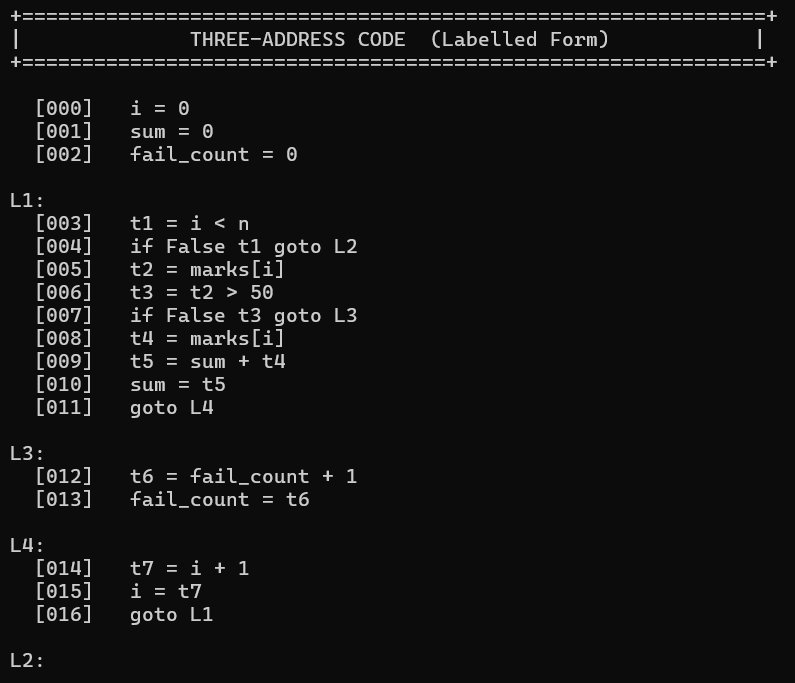 +==============================================================+
|              THREE-ADDRESS CODE  (Labelled Form)            |
+==============================================================+
[000]   i = 0
[001]   sum = 0
[002]   fail_count = 0
L1:
[003]   t1 = i < n
[004]   if False t1 goto L2
[005]   t2 = marks[i]
[006]   t3 = t2 > 50
[007]   if False t3 goto L3
[008]   t4 = marks[i]
[009]   t5 = sum + t4
[010]   sum = t5
[011]   goto L4
L3:
[012]   t6 = fail_count + 1
[013]   fail_count = t6
L4:
[014]   t7 = i + 1
[015]   i = t7
[016]   goto L1
L2: